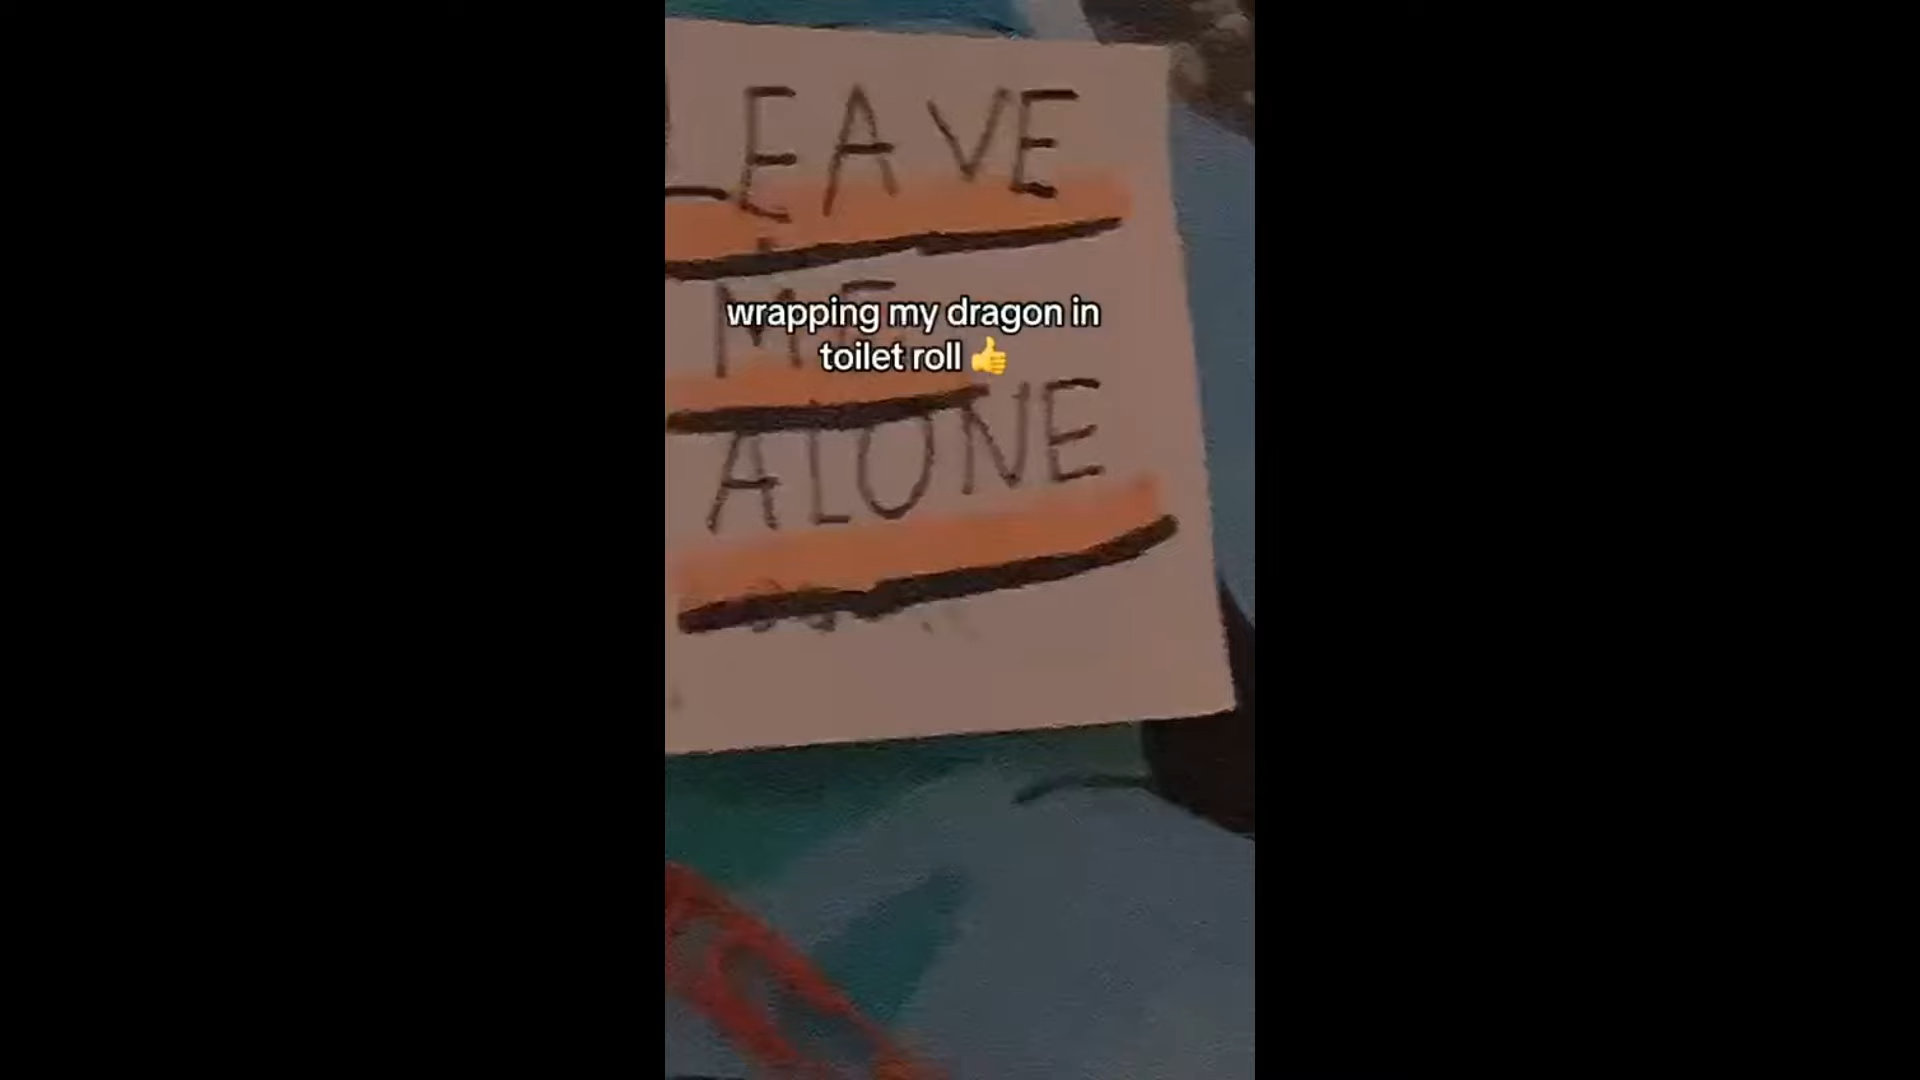 LEAVE
ME
wrapping my dragon in
toilet roll 👍
ALONE